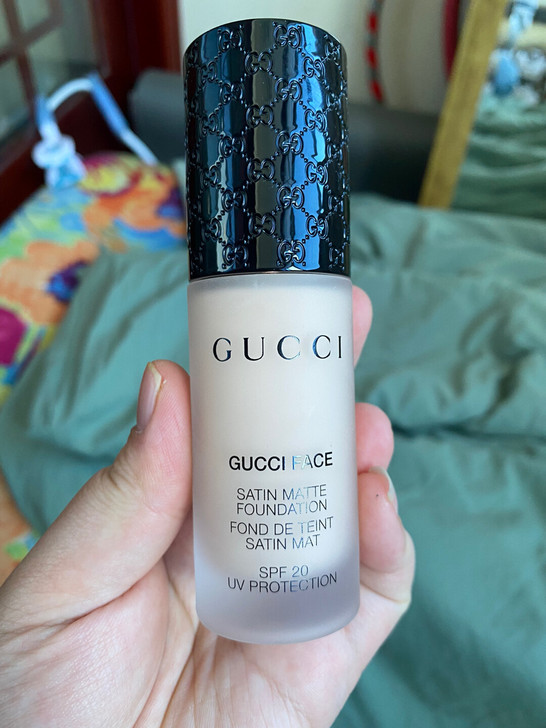 GUCCI
GUCCI FACE
SATIN MATTE
FOUNDATION
FOND DE TEINT
SATIN MAT
SPF 20
UV PROTECTION